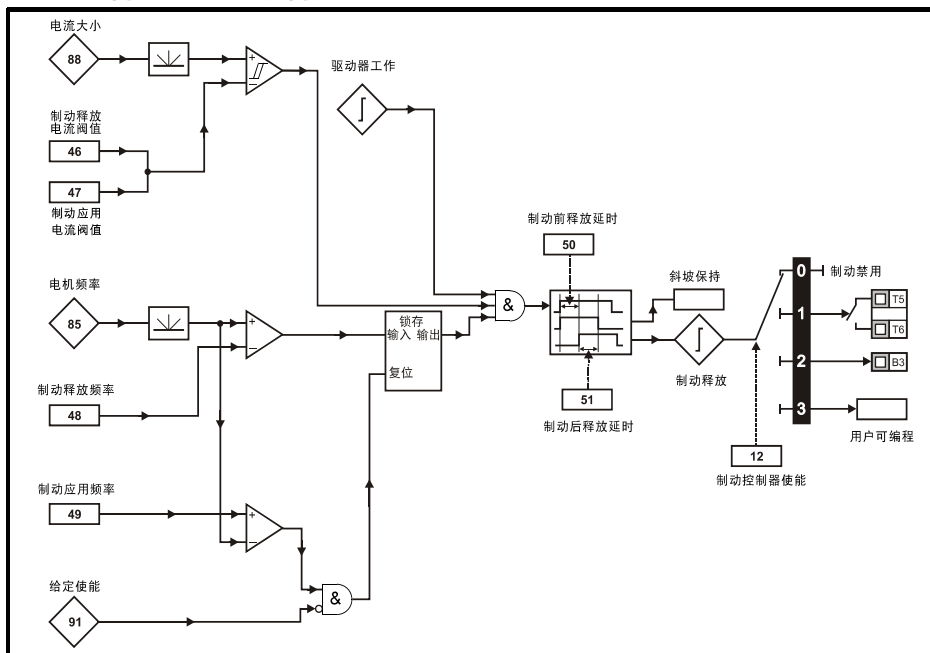 电流大小
88
+
−
驱动器工作
制动释放
电流阀值
46
47
制动应用
电流阀值
制动前释放延时
50
电机频率
85
+
−
锁存
输入 输出
复位
&
斜坡保持
制动释放
51
制动后释放延时
0
制动禁用
1
T5
T6
2
B3
3
用户可编程
12
制动控制器使能
制动释放频率
48
制动应用频率
49
+
−
给定使能
91
&